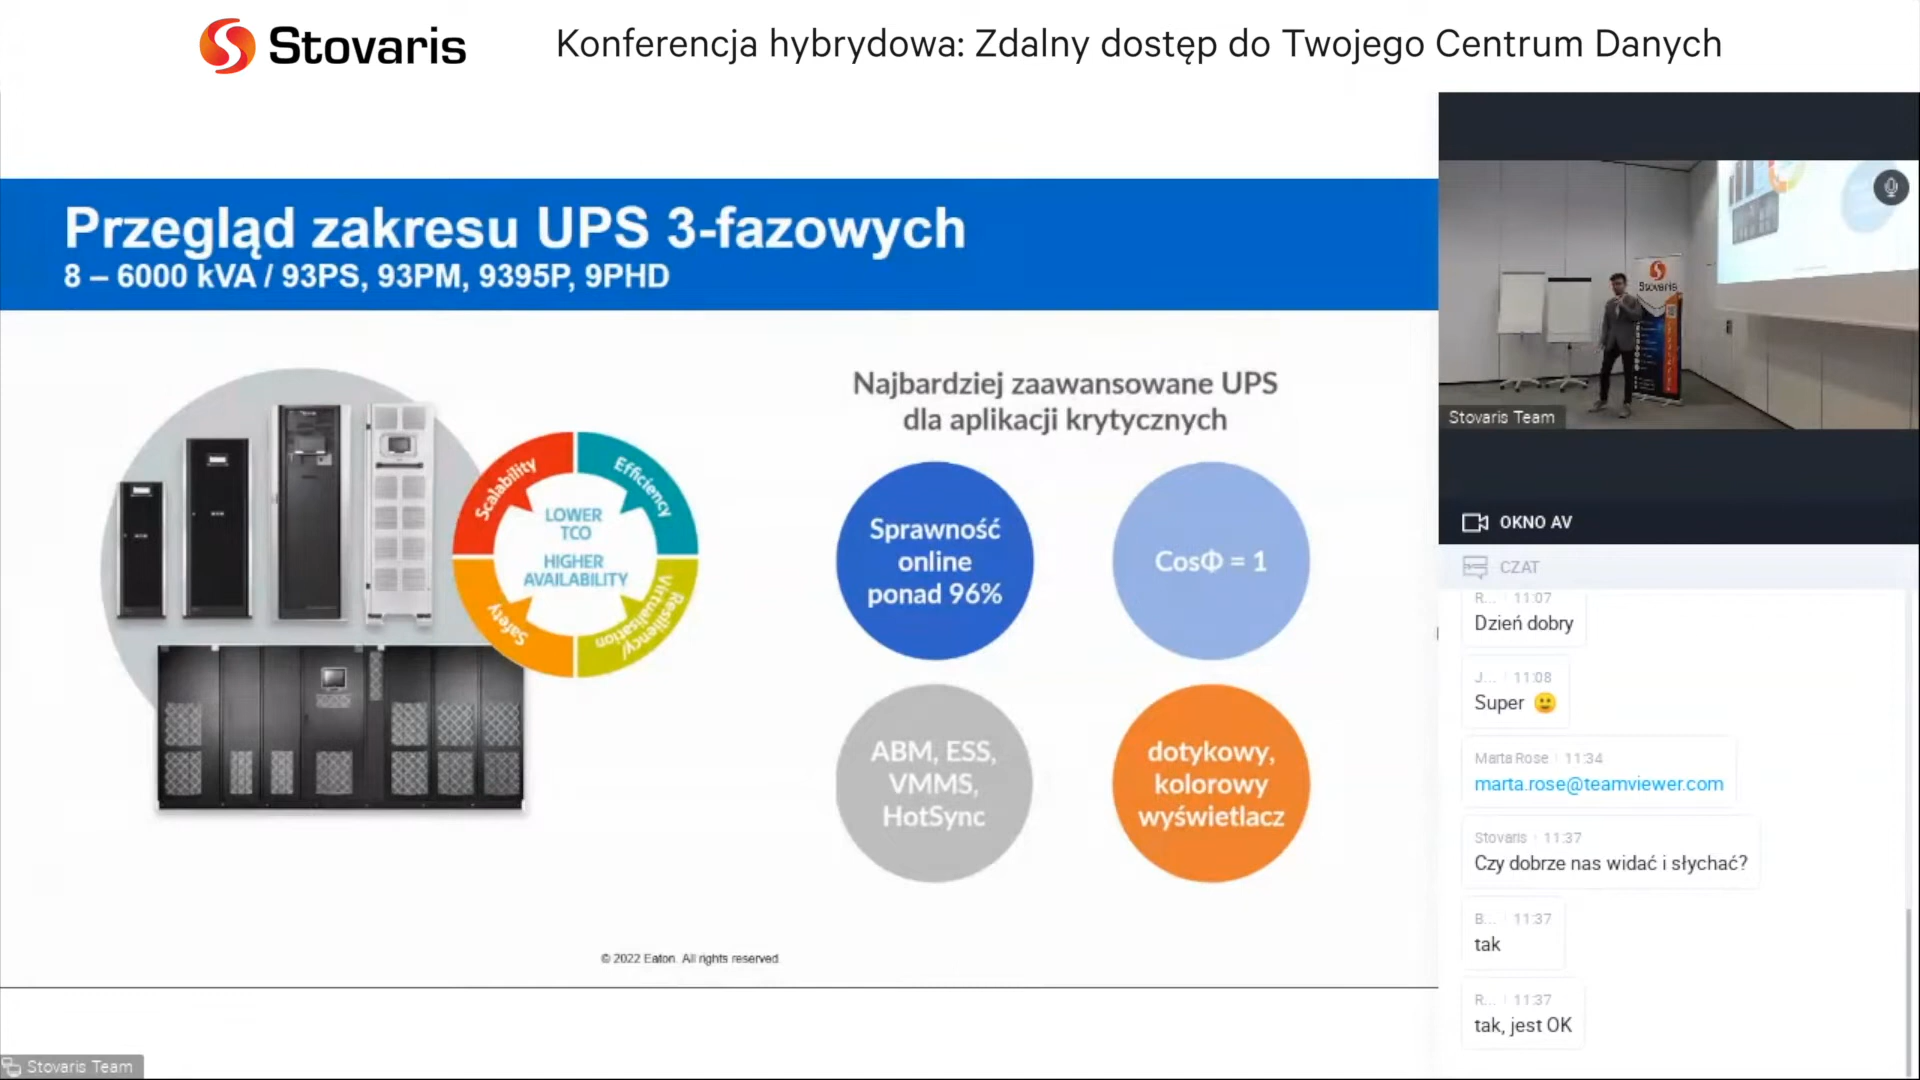 Stovaris
Konferencja hybrydowa: Zdalny dostęp do Twojego Centrum Danych
Przegląd zakresu UPS 3-fazowych
8 – 6000 kVA / 93PS, 93PM, 9395P, 9PHD
Scalability
Efficiency
LOWER
TCO
HIGHER
AVAILABILITY
Safety
Resiliency/
Virtualisation
Najbardziej zaawansowane UPS
dla aplikacji krytycznych
Sprawność
online
ponad 96%
CosΦ = 1
ABM, ESS,
VMMS,
HotSync
dotykowy,
kolorowy
wyświetlacz
© 2022 Eaton. All rights reserved
Stovaris Team
Stovaris
Stovaris Team
OKNO AV
CZAT
R... 11:07
Dzień dobry
J... 11:08
Super
Marta Rose 11:34
marta.rose@teamviewer.com
Stovaris 11:37
Czy dobrze nas widać i słychać?
B... 11:37
tak
R... 11:37
tak, jest OK